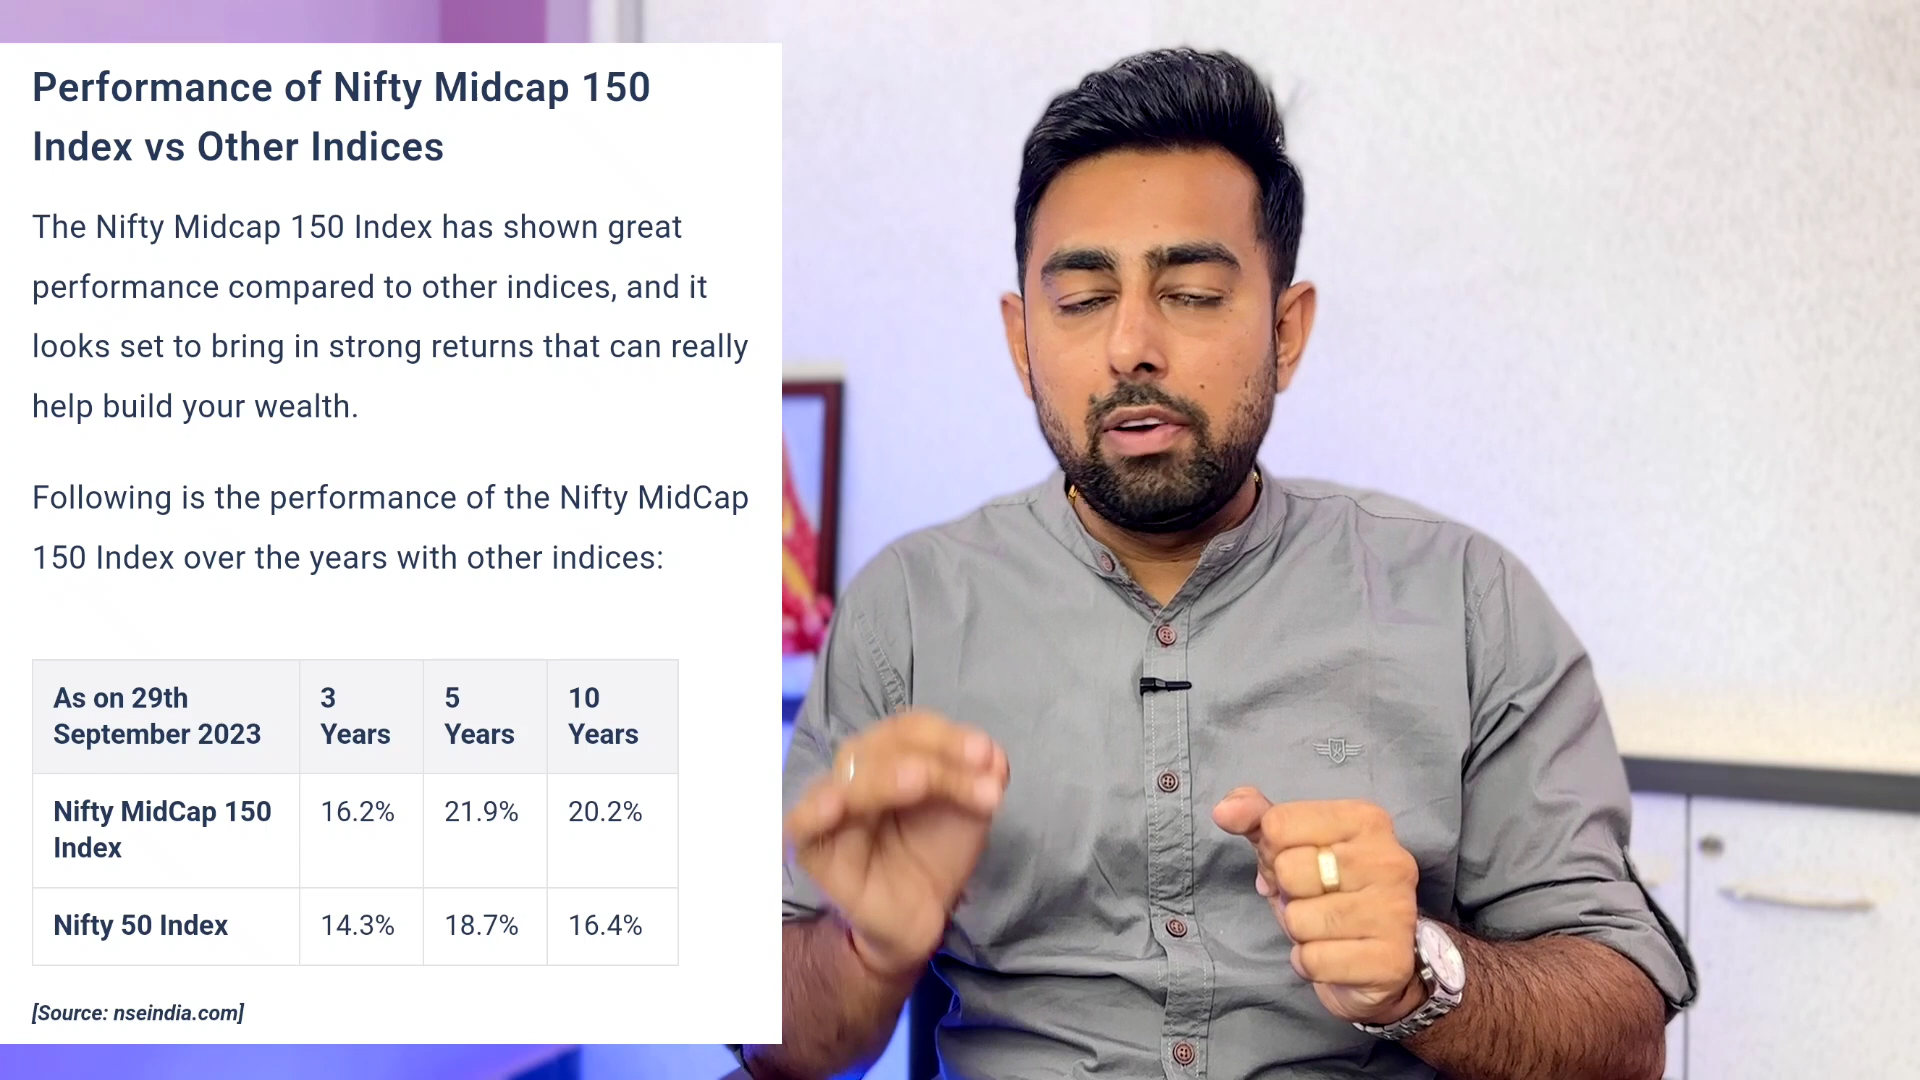 Performance of Nifty Midcap 150
Index vs Other Indices
The Nifty Midcap 150 Index has shown great
performance compared to other indices, and it
looks set to bring in strong returns that can really
help build your wealth.
Following is the performance of the Nifty MidCap
150 Index over the years with other indices:
As on 29th September 2023 3 Years 5 Years 10 Years
Nifty MidCap 150 Index 16.2% 21.9% 20.2%
Nifty 50 Index 14.3% 18.7% 16.4%
[Source: nseindia.com]